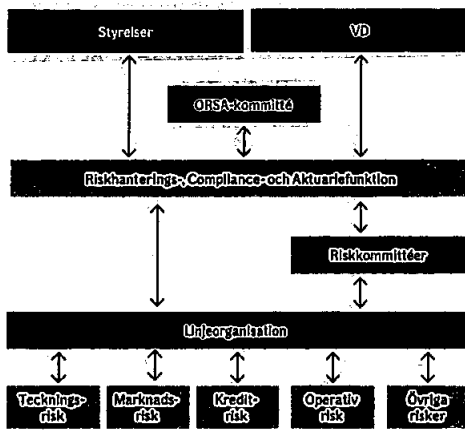 Styrelser
VD
ORSA-kommitté
Riskhanterings-, Compliance- och Aktuariefunktion
Riskkommittéer
Linjeorganisation
Tecknings-
risk
Marknads-
risk
Kredit-
risk
Operativ
risk
Övriga
risker